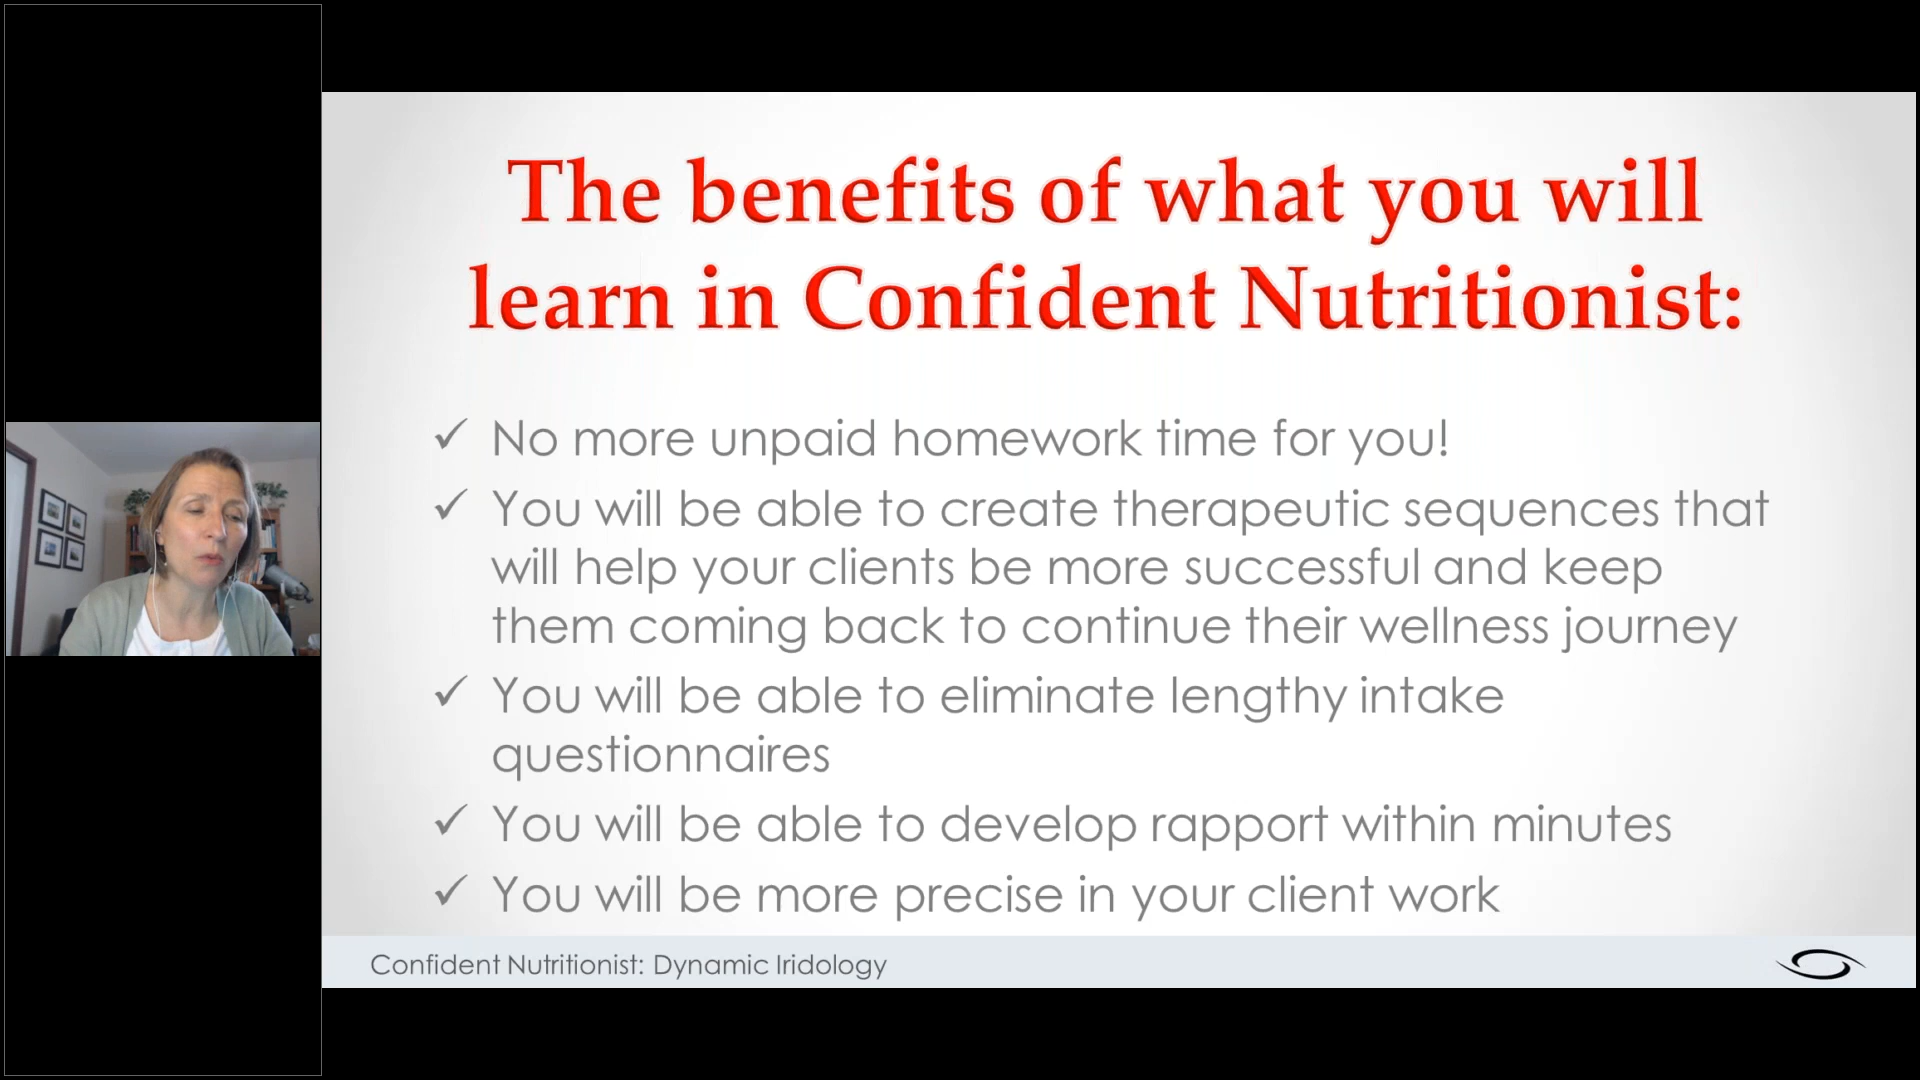 The benefits of what you will
learn in Confident Nutritionist:
✓ No more unpaid homework time for you!
✓ You will be able to create therapeutic sequences that
will help your clients be more successful and keep
them coming back to continue their wellness journey
✓ You will be able to eliminate lengthy intake
questionnaires
✓ You will be able to develop rapport within minutes
✓ You will be more precise in your client work
Confident Nutritionist: Dynamic Iridology